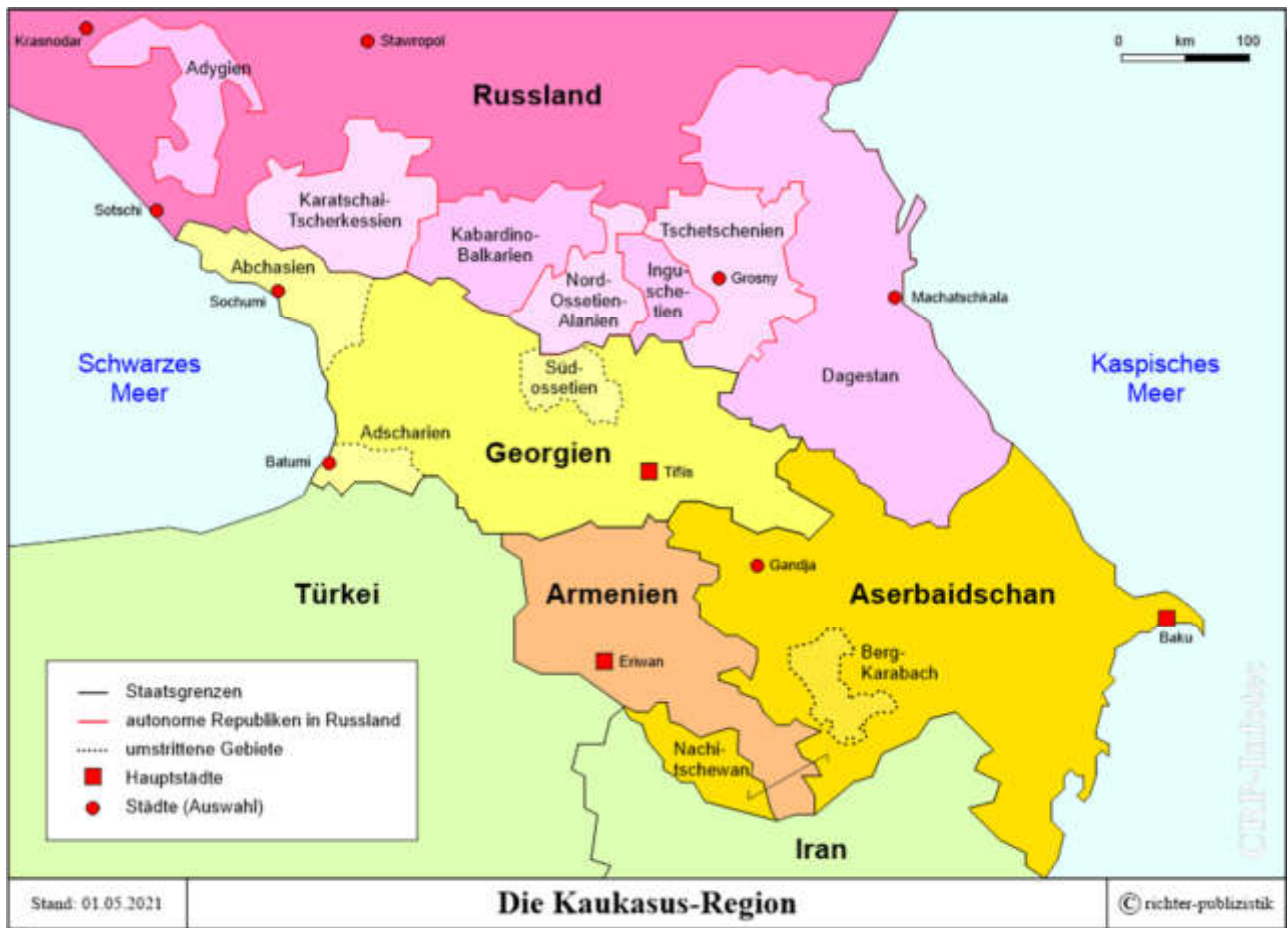 Krasnodar
Stawropol
0 km 100
Adygien
Russland
Sotschi
Karatschai-
Tscherkessien
Kabardino-
Balkarien
Tschetschenien
Abchasien
Sochumi
Nord-
Ossetien-
Alanien
Ingu-
sche-
tien
Grosny
Machatschkala
Schwarzes
Meer
Süd-
ossetien
Dagestan
Kaspisches
Meer
Adscharien
Batumi
Georgien
Tiflis
Gandja
Türkei
Armenien
Aserbaidschan
Baku
Eriwan
Berg-
Karabach
Nachi-
tschewan
Iran
Staatsgrenzen
autonome Republiken in Russland
umstrittene Gebiete
Hauptstädte
Städte (Auswahl)
CEP-Infosec
Stand: 01.05.2021
Die Kaukasus-Region
© richter-publizistik